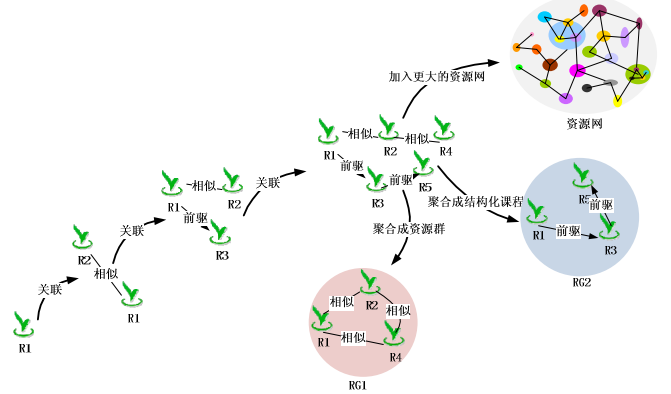 加入更大的资源网
资源网
R1
相似
R2
相似
R4
前驱
R3
前驱
R5
R1
相似
R2
前驱
R3
关联
关联
R2
相似
R1
关联
R1
聚合成结构化课程
聚合成资源群
R5
前驱
R1
前驱
R3
RG2
R2
相似
相似
R1
相似
R4
RG1